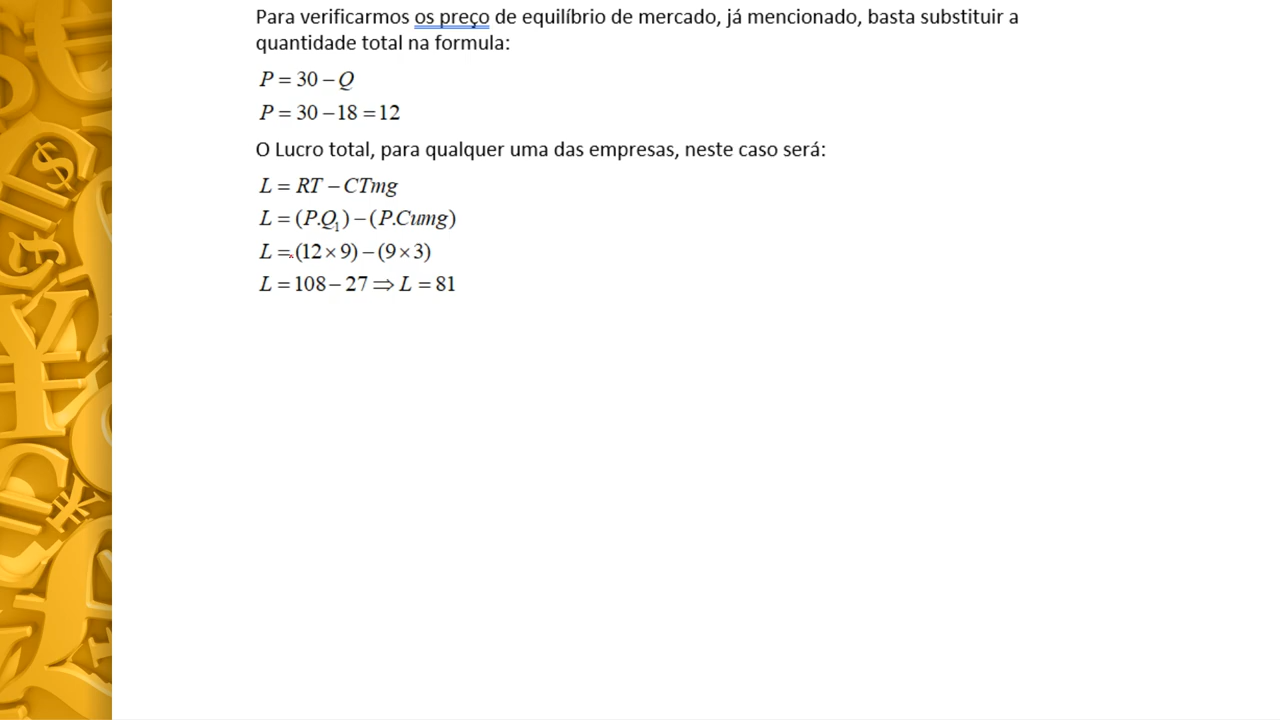 Para verificarmos os preço de equilíbrio de mercado, já mencionado, basta substituir a
quantidade total na formula:
P = 30 − Q
P = 30 − 18 = 12
O Lucro total, para qualquer uma das empresas, neste caso será:
L = RT − CTmg
L = (P.Q₁) − (P.Cumg)
L = (12 × 9) − (9 × 3)
L = 108 − 27 ⇒ L = 81